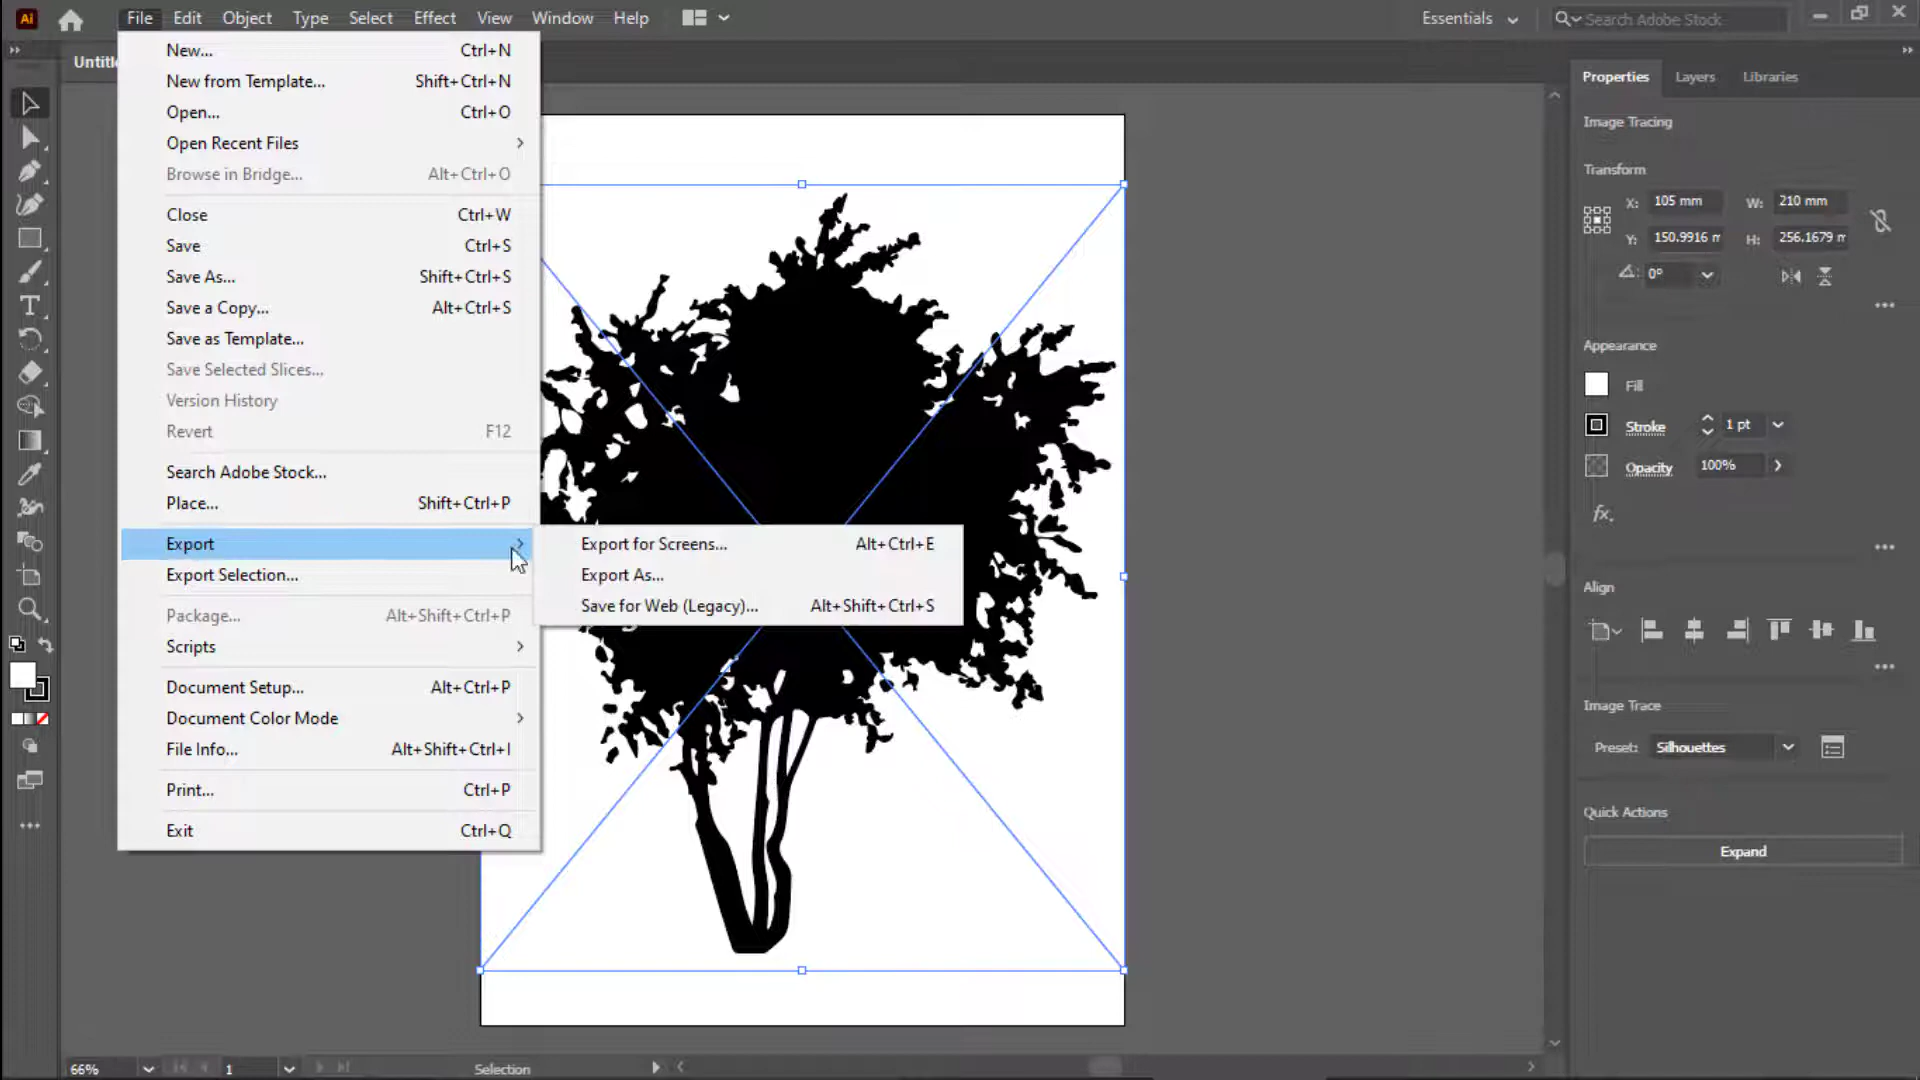 Ai
File Edit Object Type Select Effect View Window Help
Essentials
Search Adobe Stock
New... Ctrl+N
New from Template... Shift+Ctrl+N
Open... Ctrl+O
Open Recent Files
Browse in Bridge... Alt+Ctrl+O
Close Ctrl+W
Save Ctrl+S
Save As... Shift+Ctrl+S
Save a Copy... Alt+Ctrl+S
Save as Template...
Save Selected Slices...
Version History
Revert F12
Search Adobe Stock...
Place... Shift+Ctrl+P
Export
Export Selection...
Package... Alt+Shift+Ctrl+P
Scripts
Document Setup... Alt+Ctrl+P
Document Color Mode
File Info... Alt+Shift+Ctrl+I
Print... Ctrl+P
Exit Ctrl+Q
Export for Screens... Alt+Ctrl+E
Export As...
Save for Web (Legacy)... Alt+Shift+Ctrl+S
Properties Layers Libraries
Image Tracing
Transform
X: 105 mm W: 210 mm
Y: 150.9916 m H: 256.1679 m
0°
Appearance
Fill
Stroke 1 pt
Opacity 100%
fx.
Align
Image Trace
Preset: Silhouettes
Quick Actions
Expand
66% 1 Selection